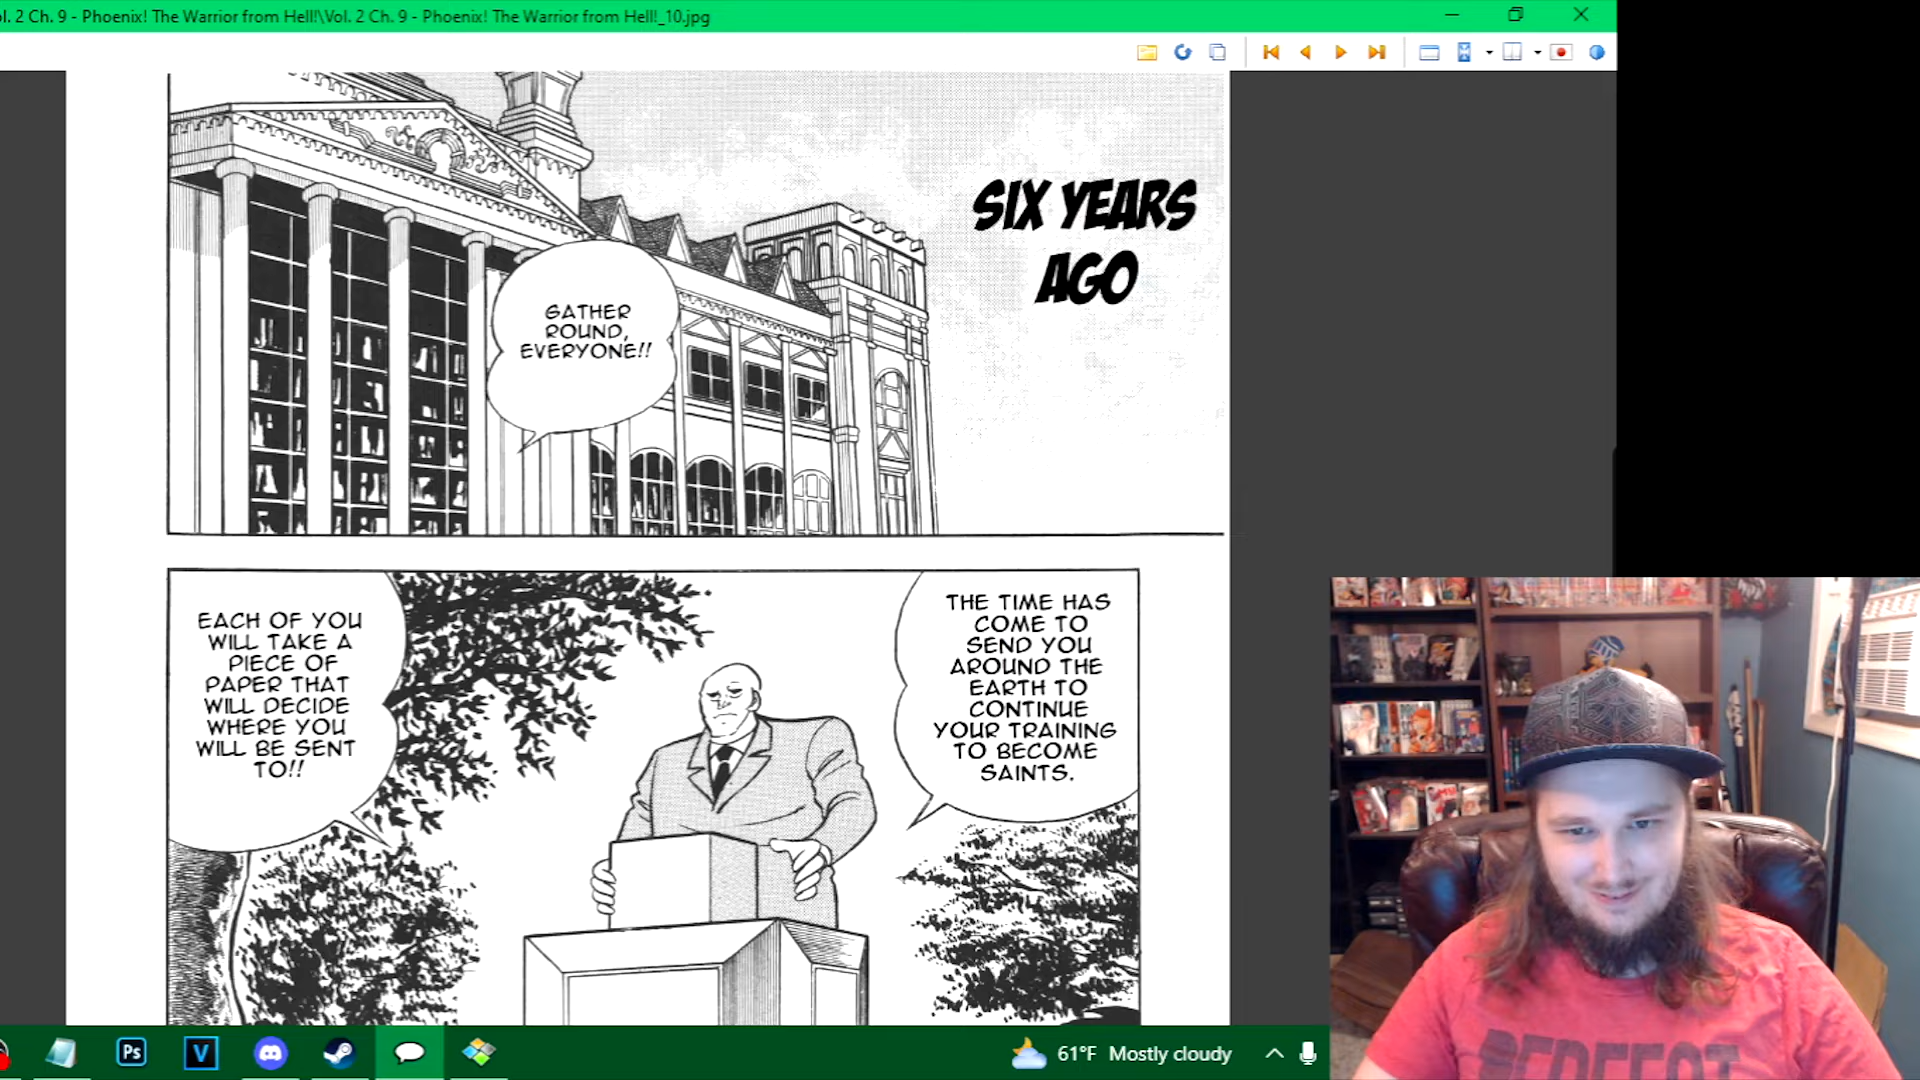 ol. 2 Ch. 9 - Phoenix! The Warrior from Hell!\Vol. 2 Ch. 9 - Phoenix! The Warrior from Hell!_10.jpg
SIX YEARS
AGO
GATHER
ROUND,
EVERYONE!!
THE TIME HAS
COME TO
SEND YOU
AROUND THE
EARTH TO
CONTINUE
YOUR TRAINING
TO BECOME
SAINTS.
EACH OF YOU
WILL TAKE A
PIECE OF
PAPER THAT
WILL DECIDE
WHERE YOU
WILL BE SENT
TO!!
PERFECT
Ps
V
61°F Mostly cloudy